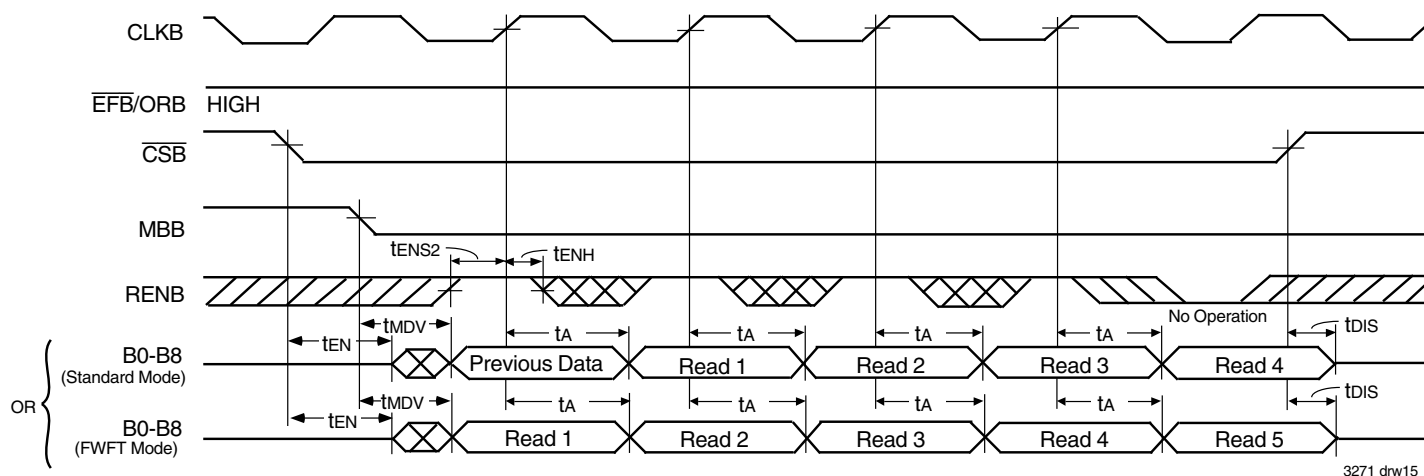 CLKB
EFB/ORB HIGH
CSB
MBB
tENS2 tENH
RENB
No Operation
tMDV tA tA tA tA tDIS
tEN
B0-B8 Previous Data Read 1 Read 2 Read 3 Read 4
(Standard Mode)
OR
tMDV tA tA tA tA tDIS
tEN
B0-B8 Read 1 Read 2 Read 3 Read 4 Read 5
(FWFT Mode)
3271 drw15